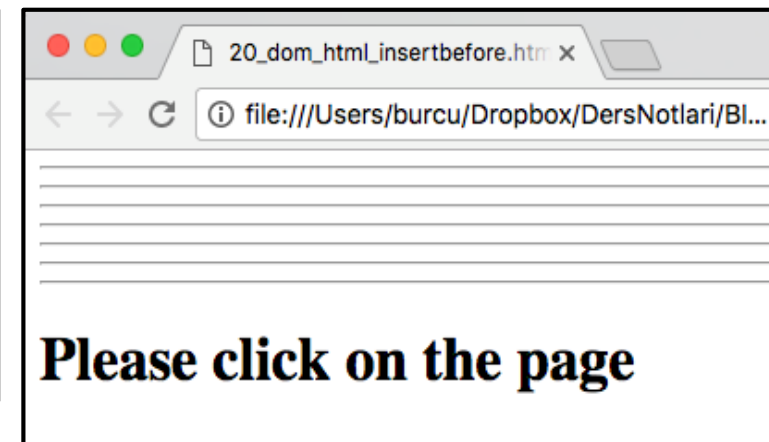 20_dom_html_insertbefore.htm
file:///Users/burcu/Dropbox/DersNotlari/Bl...
Please click on the page